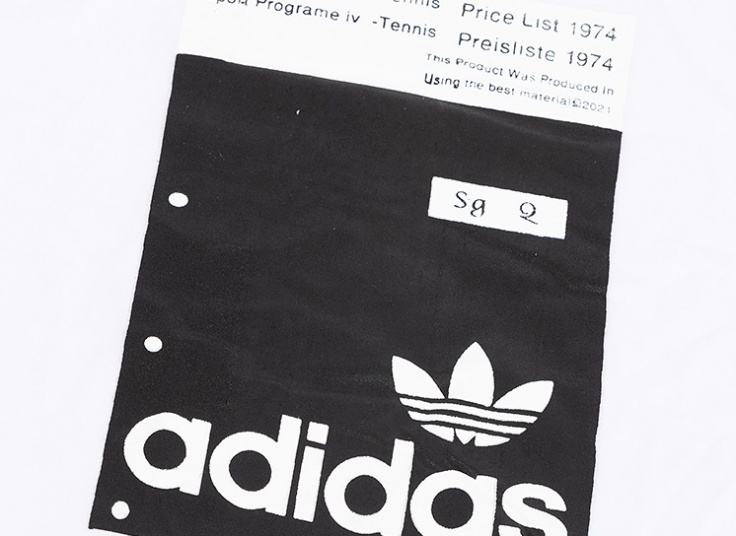 Price List 1974
Programe iv -Tennis Preisliste 1974
This Product Was Produced in
Using the best materials©2021
Sg Q
adidas